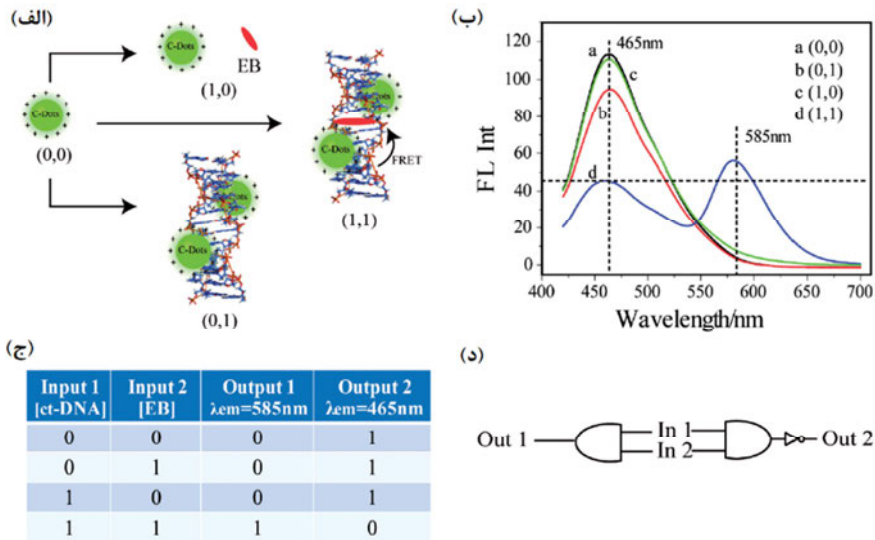 (الف)
C-Dots
EB
(1,0)
C-Dots
(0,0)
C-Dots
C-Dots
FRET
(1,1)
C-Dots
C-Dots
(0,1)
(ب)
120
100
80
60
40
20
0
FL Int
465nm
585nm
a
c
b
d
a (0,0)
b (0,1)
c (1,0)
d (1,1)
400 450 500 550 600 650 700
Wavelength/nm
(ج)
Input 1 Input 2 Output 1 Output 2
[ct-DNA] [EB] λem=585nm λem=465nm
0 0 0 1
0 1 0 1
1 0 0 1
1 1 1 0
(د)
Out 1 In 1 Out 2
In 2